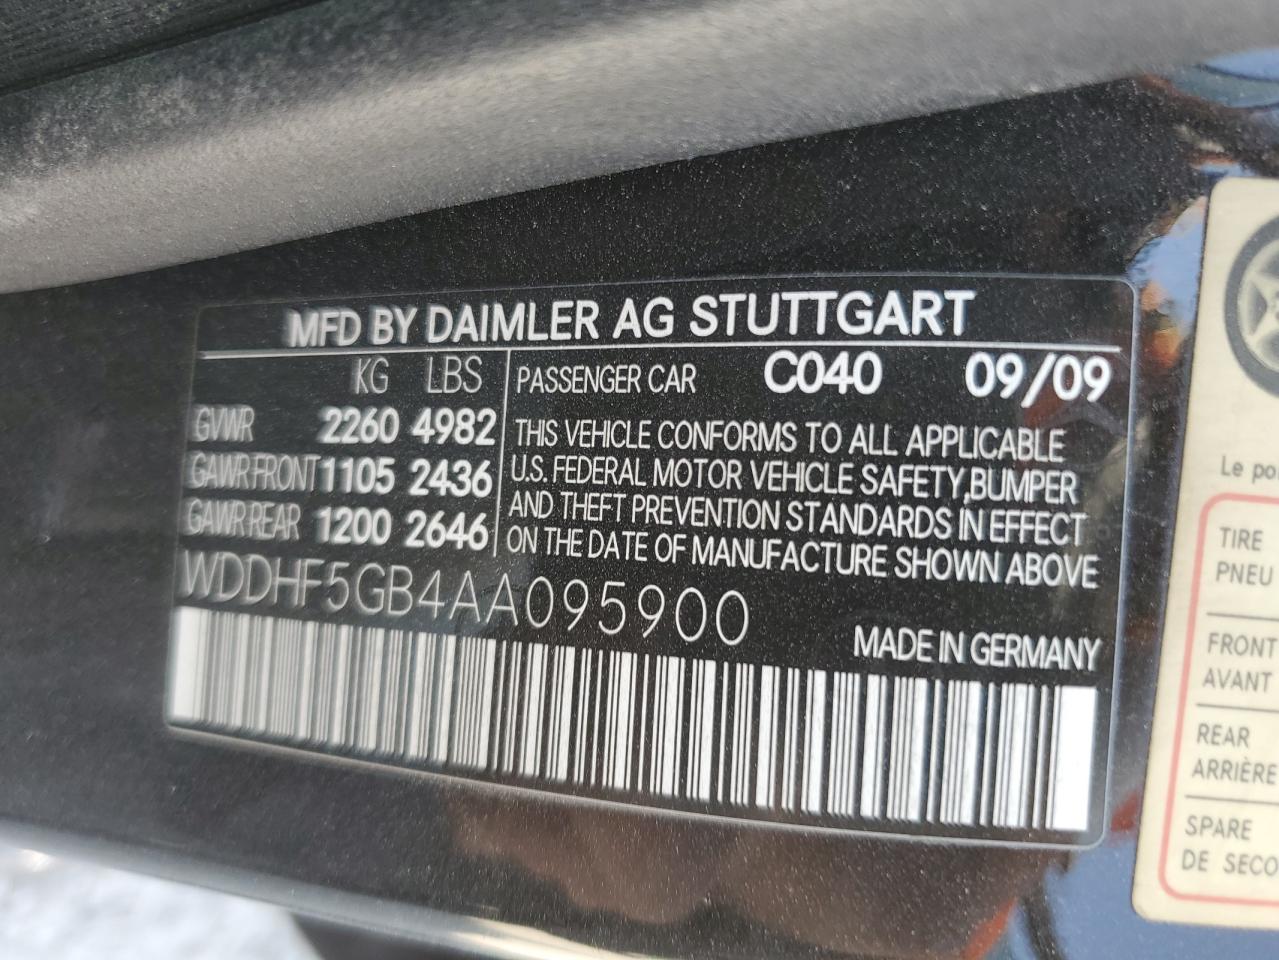 MFD BY DAIMLER AG STUTTGART
KG LBS
GVWR 2260 4982
GAWR FRONT 1105 2436
GAWR REAR 1200 2646
PASSENGER CAR C040 09/09
THIS VEHICLE CONFORMS TO ALL APPLICABLE
U.S. FEDERAL MOTOR VEHICLE SAFETY, BUMPER
AND THEFT PREVENTION STANDARDS IN EFFECT
ON THE DATE OF MANUFACTURE SHOWN ABOVE
WDDHF5GB4AA095900
MADE IN GERMANY
Le po
TIRE
PNEU
FRONT
AVANT
REAR
ARRIÈRE
SPARE
DE SECO